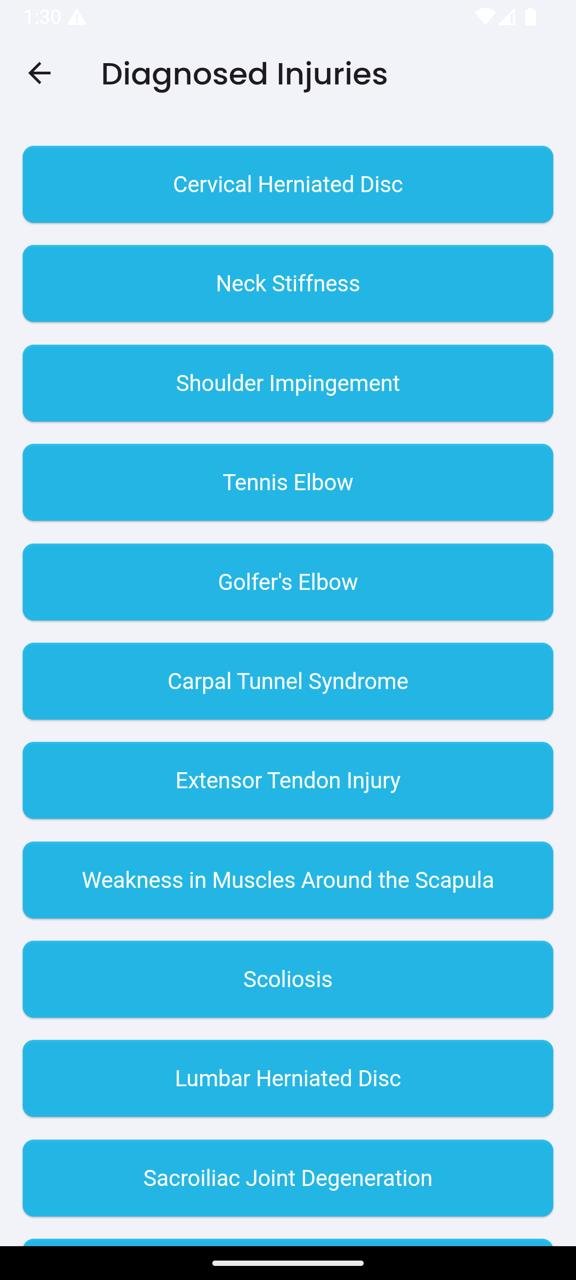 1:30
Diagnosed Injuries
Cervical Herniated Disc
Neck Stiffness
Shoulder Impingement
Tennis Elbow
Golfer's Elbow
Carpal Tunnel Syndrome
Extensor Tendon Injury
Weakness in Muscles Around the Scapula
Scoliosis
Lumbar Herniated Disc
Sacroiliac Joint Degeneration